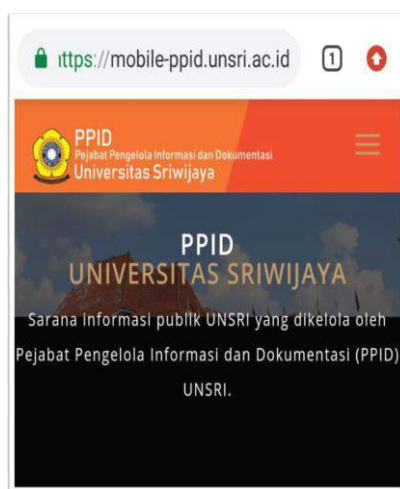 ttps://mobile-ppid.unsri.ac.id 1
PPID
Pejabat Pengelola Informasi dan Dokumentasi
Universitas Sriwijaya
PPID
UNIVERSITAS SRIWIJAYA
Sarana informasi publik UNSRI yang dikelola oleh
Pejabat Pengelola Informasi dan Dokumentasi (PPID)
UNSRI.